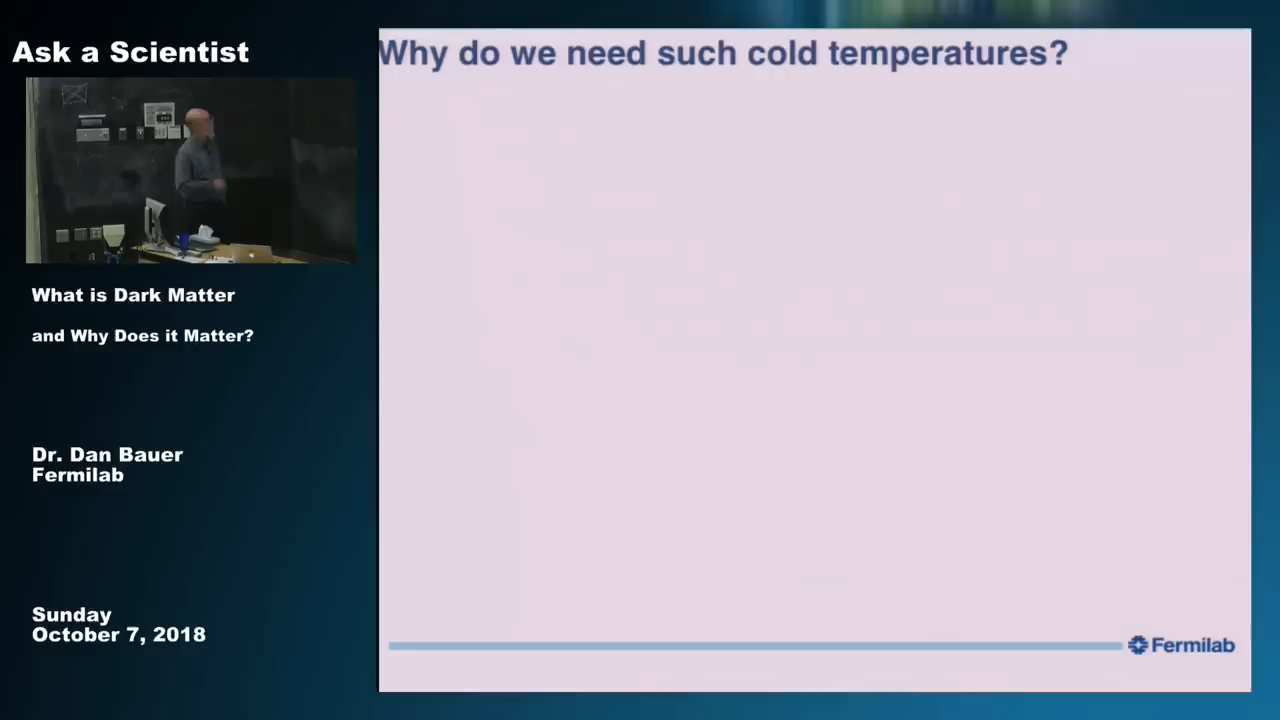 Ask a Scientist
Why do we need such cold temperatures?
What is Dark Matter
and Why Does it Matter?
Dr. Dan Bauer
Fermilab
Sunday
October 7, 2018
Fermilab